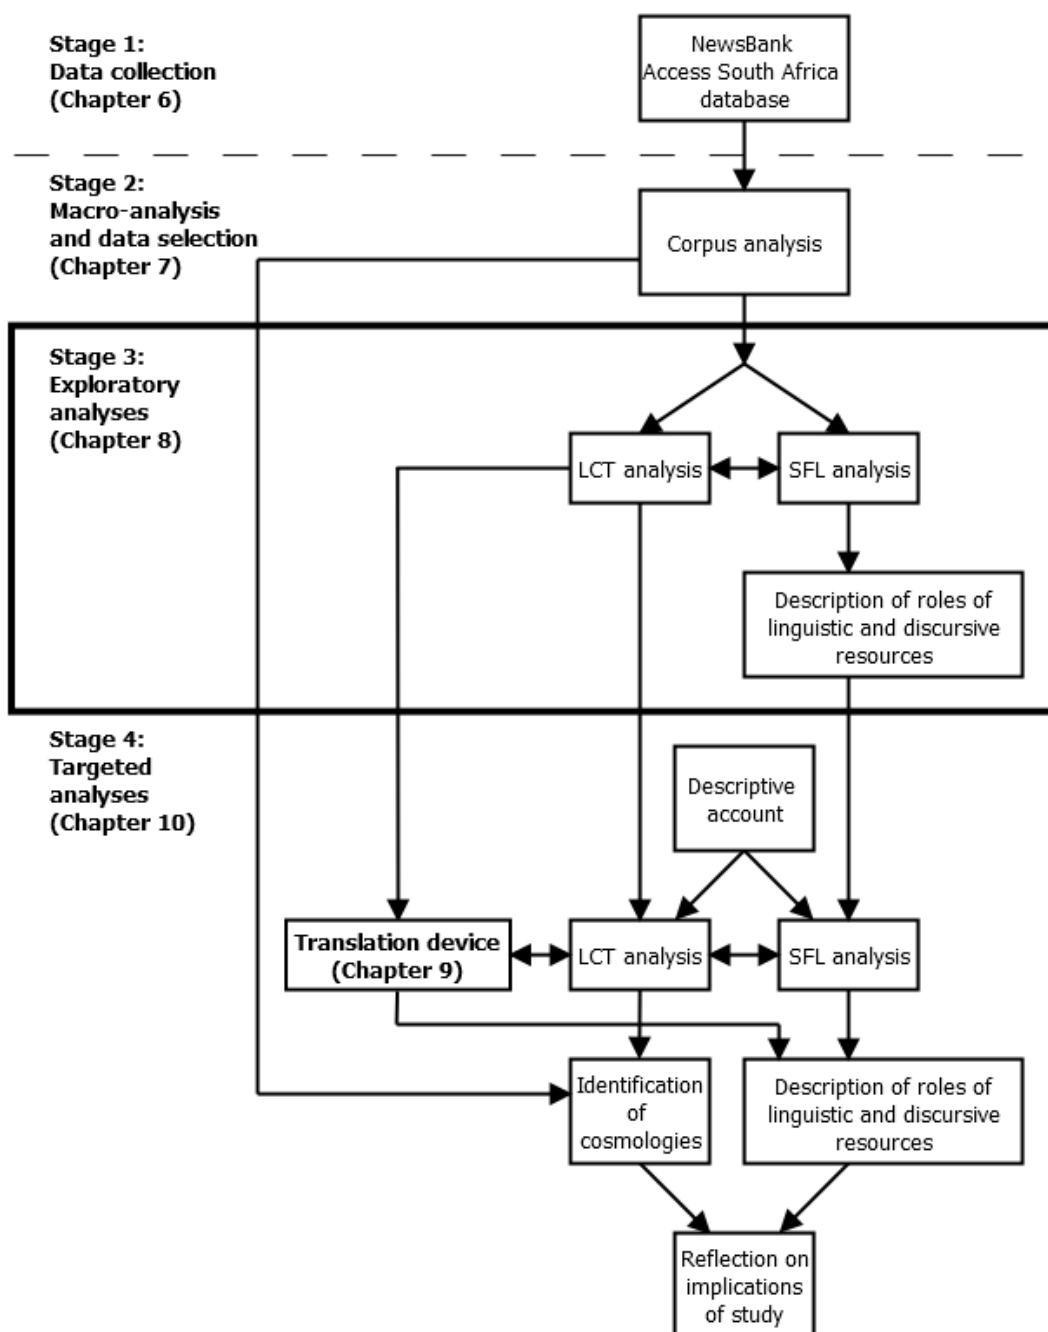 Stage 1:
Data collection
(Chapter 6)
NewsBank
Access South Africa
database
Stage 2:
Macro-analysis
and data selection
(Chapter 7)
Corpus analysis
Stage 3:
Exploratory
analyses
(Chapter 8)
LCT analysis
SFL analysis
Description of roles of
linguistic and discursive
resources
Stage 4:
Targeted
analyses
(Chapter 10)
Descriptive
account
Translation device
(Chapter 9)
LCT analysis
SFL analysis
Identification
of
cosmologies
Description of roles of
linguistic and discursive
resources
Reflection on
implications
of study